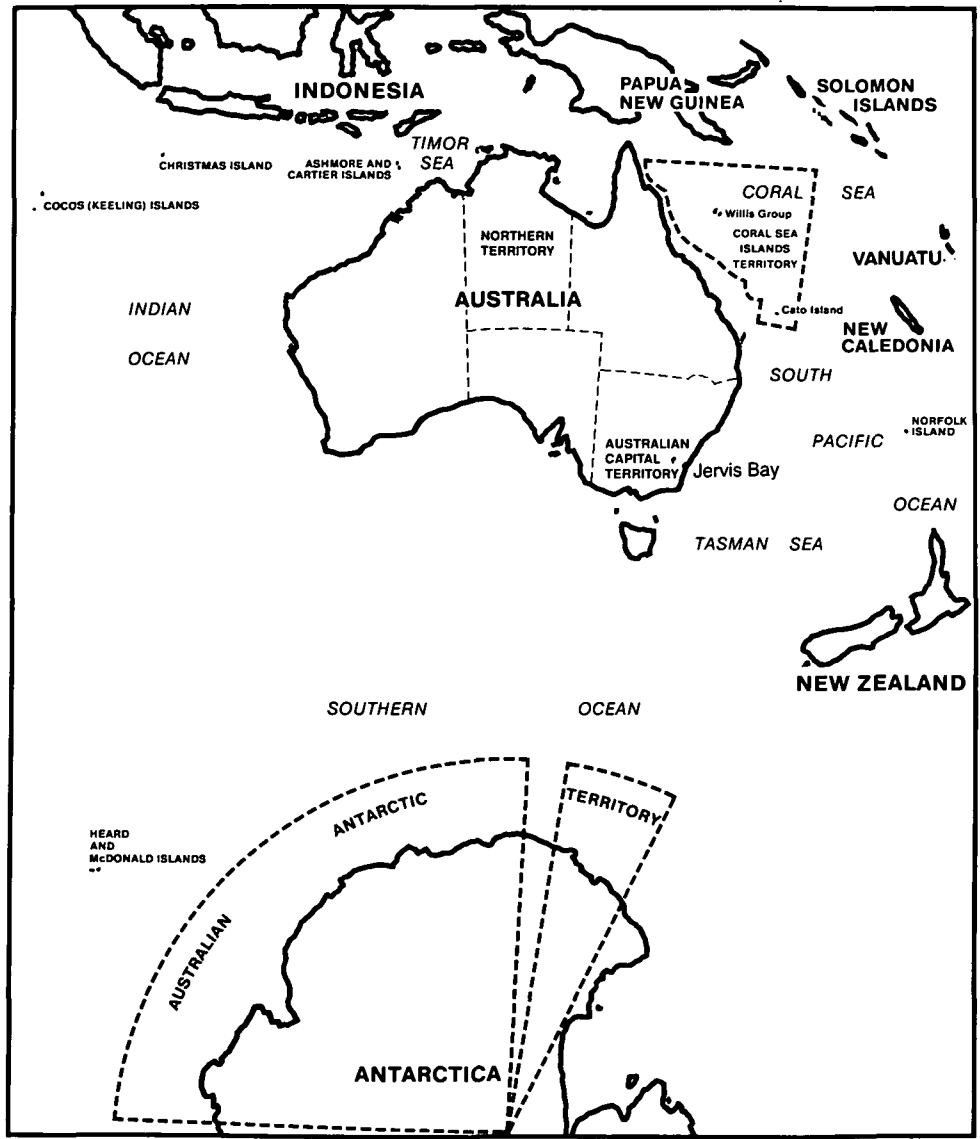 INDONESIA
PAPUA
NEW GUINEA
SOLOMON
ISLANDS
TIMOR
SEA
CHRISTMAS ISLAND
ASHMORE AND
CARTIER ISLANDS
COCOS (KEELING) ISLANDS
CORAL SEA
Willis Group
CORAL SEA
ISLANDS
TERRITORY
NORTHERN
TERRITORY
VANUATU
AUSTRALIA
INDIAN
OCEAN
Cato Island
NEW
CALEDONIA
SOUTH
PACIFIC
OCEAN
NORFOLK
ISLAND
AUSTRALIAN
CAPITAL
TERRITORY
Jervis Bay
TASMAN SEA
NEW ZEALAND
SOUTHERN OCEAN
HEARD
AND
McDONALD ISLANDS
AUSTRALIAN
ANTARCTIC
TERRITORY
ANTARCTICA